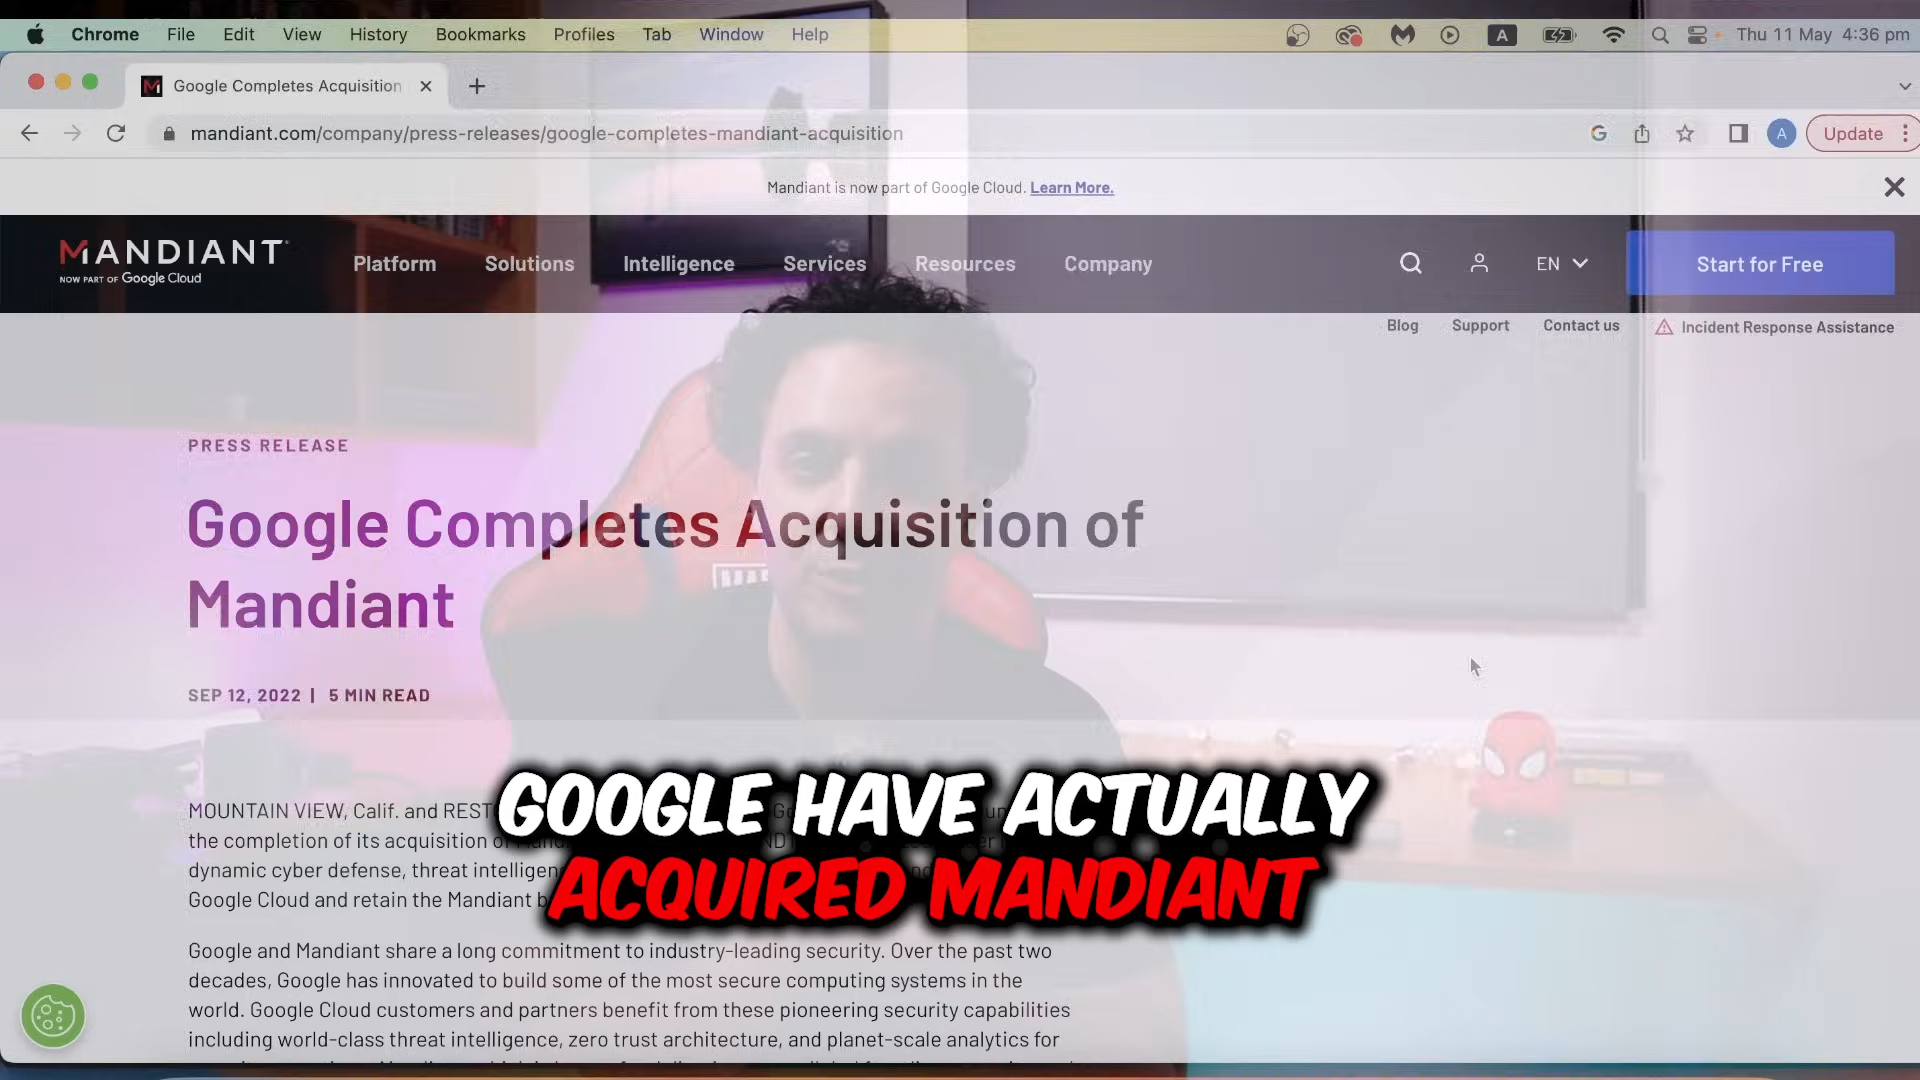 Chrome File Edit View History Bookmarks Profiles Tab Window Help A Thu 11 May 4:36 pm
Google Completes Acquisition
mandiant.com/company/press-releases/google-completes-mandiant-acquisition G A Update
Mandiant is now part of Google Cloud. Learn More.
MANDIANT
NOW PART OF Google Cloud
Platform Solutions Intelligence Services Resources Company EN Start for Free
Blog Support Contact us Incident Response Assistance
PRESS RELEASE
Google Completes Acquisition of
Mandiant
SEP 12, 2022 | 5 MIN READ
GOOGLE HAVE ACTUALLY
ACQUIRED MANDIANT
MOUNTAIN VIEW, Calif. and
the completion of its acquisition
dynamic cyber defense, threat
Google Cloud and retain the Mandiant
Google and Mandiant share a long commitment to industry-leading security. Over the past two
decades, Google has innovated to build some of the most secure computing systems in the
world. Google Cloud customers and partners benefit from these pioneering security capabilities
including world-class threat intelligence, zero trust architecture, and planet-scale analytics for